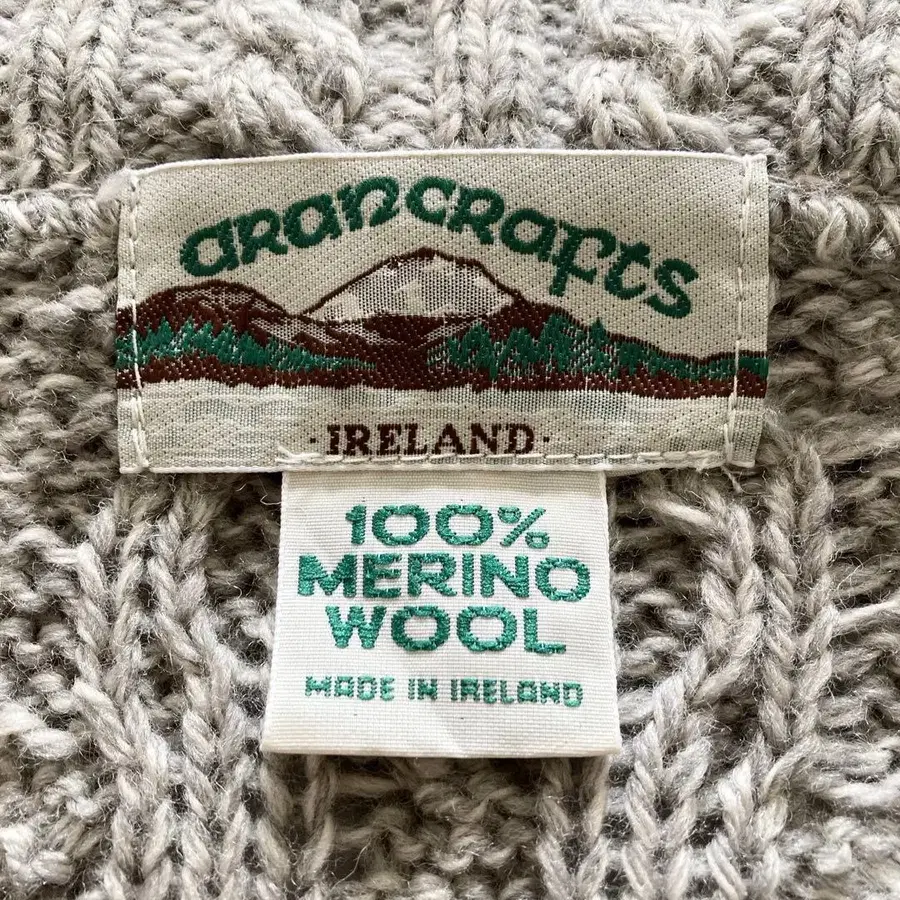 arancrafts
·IRELAND·
100%
MERINO
WOOL
MADE IN IRELAND